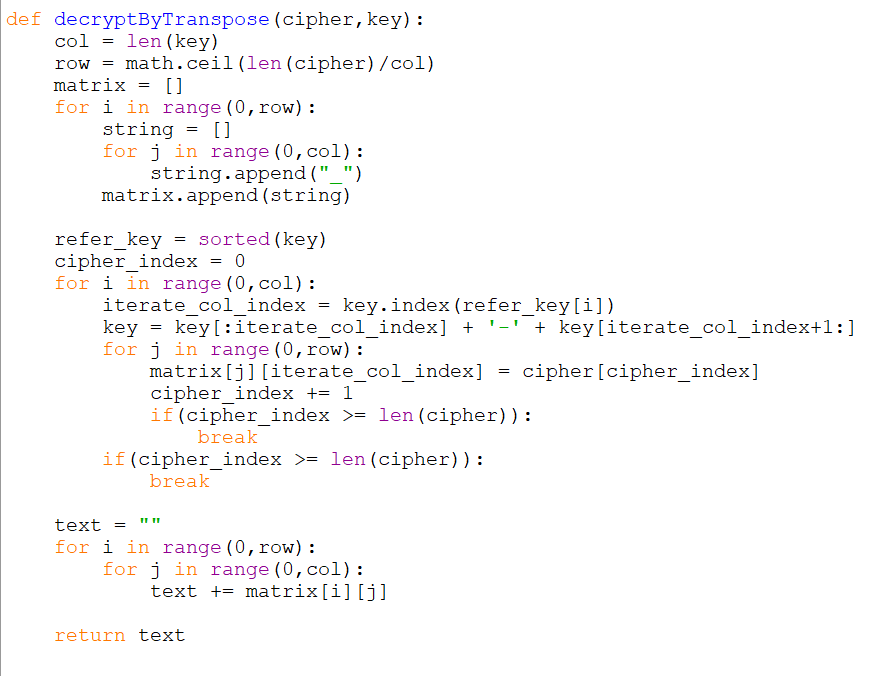 def decryptByTranspose(cipher,key):
    col = len(key)
    row = math.ceil(len(cipher)/col)
    matrix = []
    for i in range(0,row):
        string = []
        for j in range(0,col):
            string.append("_")
        matrix.append(string)

    refer_key = sorted(key)
    cipher_index = 0
    for i in range(0,col):
        iterate_col_index = key.index(refer_key[i])
        key = key[:iterate_col_index] + '-' + key[iterate_col_index+1:]
        for j in range(0,row):
            matrix[j][iterate_col_index] = cipher[cipher_index]
            cipher_index += 1
            if(cipher_index >= len(cipher)):
                break
        if(cipher_index >= len(cipher)):
            break

    text = ""
    for i in range(0,row):
        for j in range(0,col):
            text += matrix[i][j]

    return text